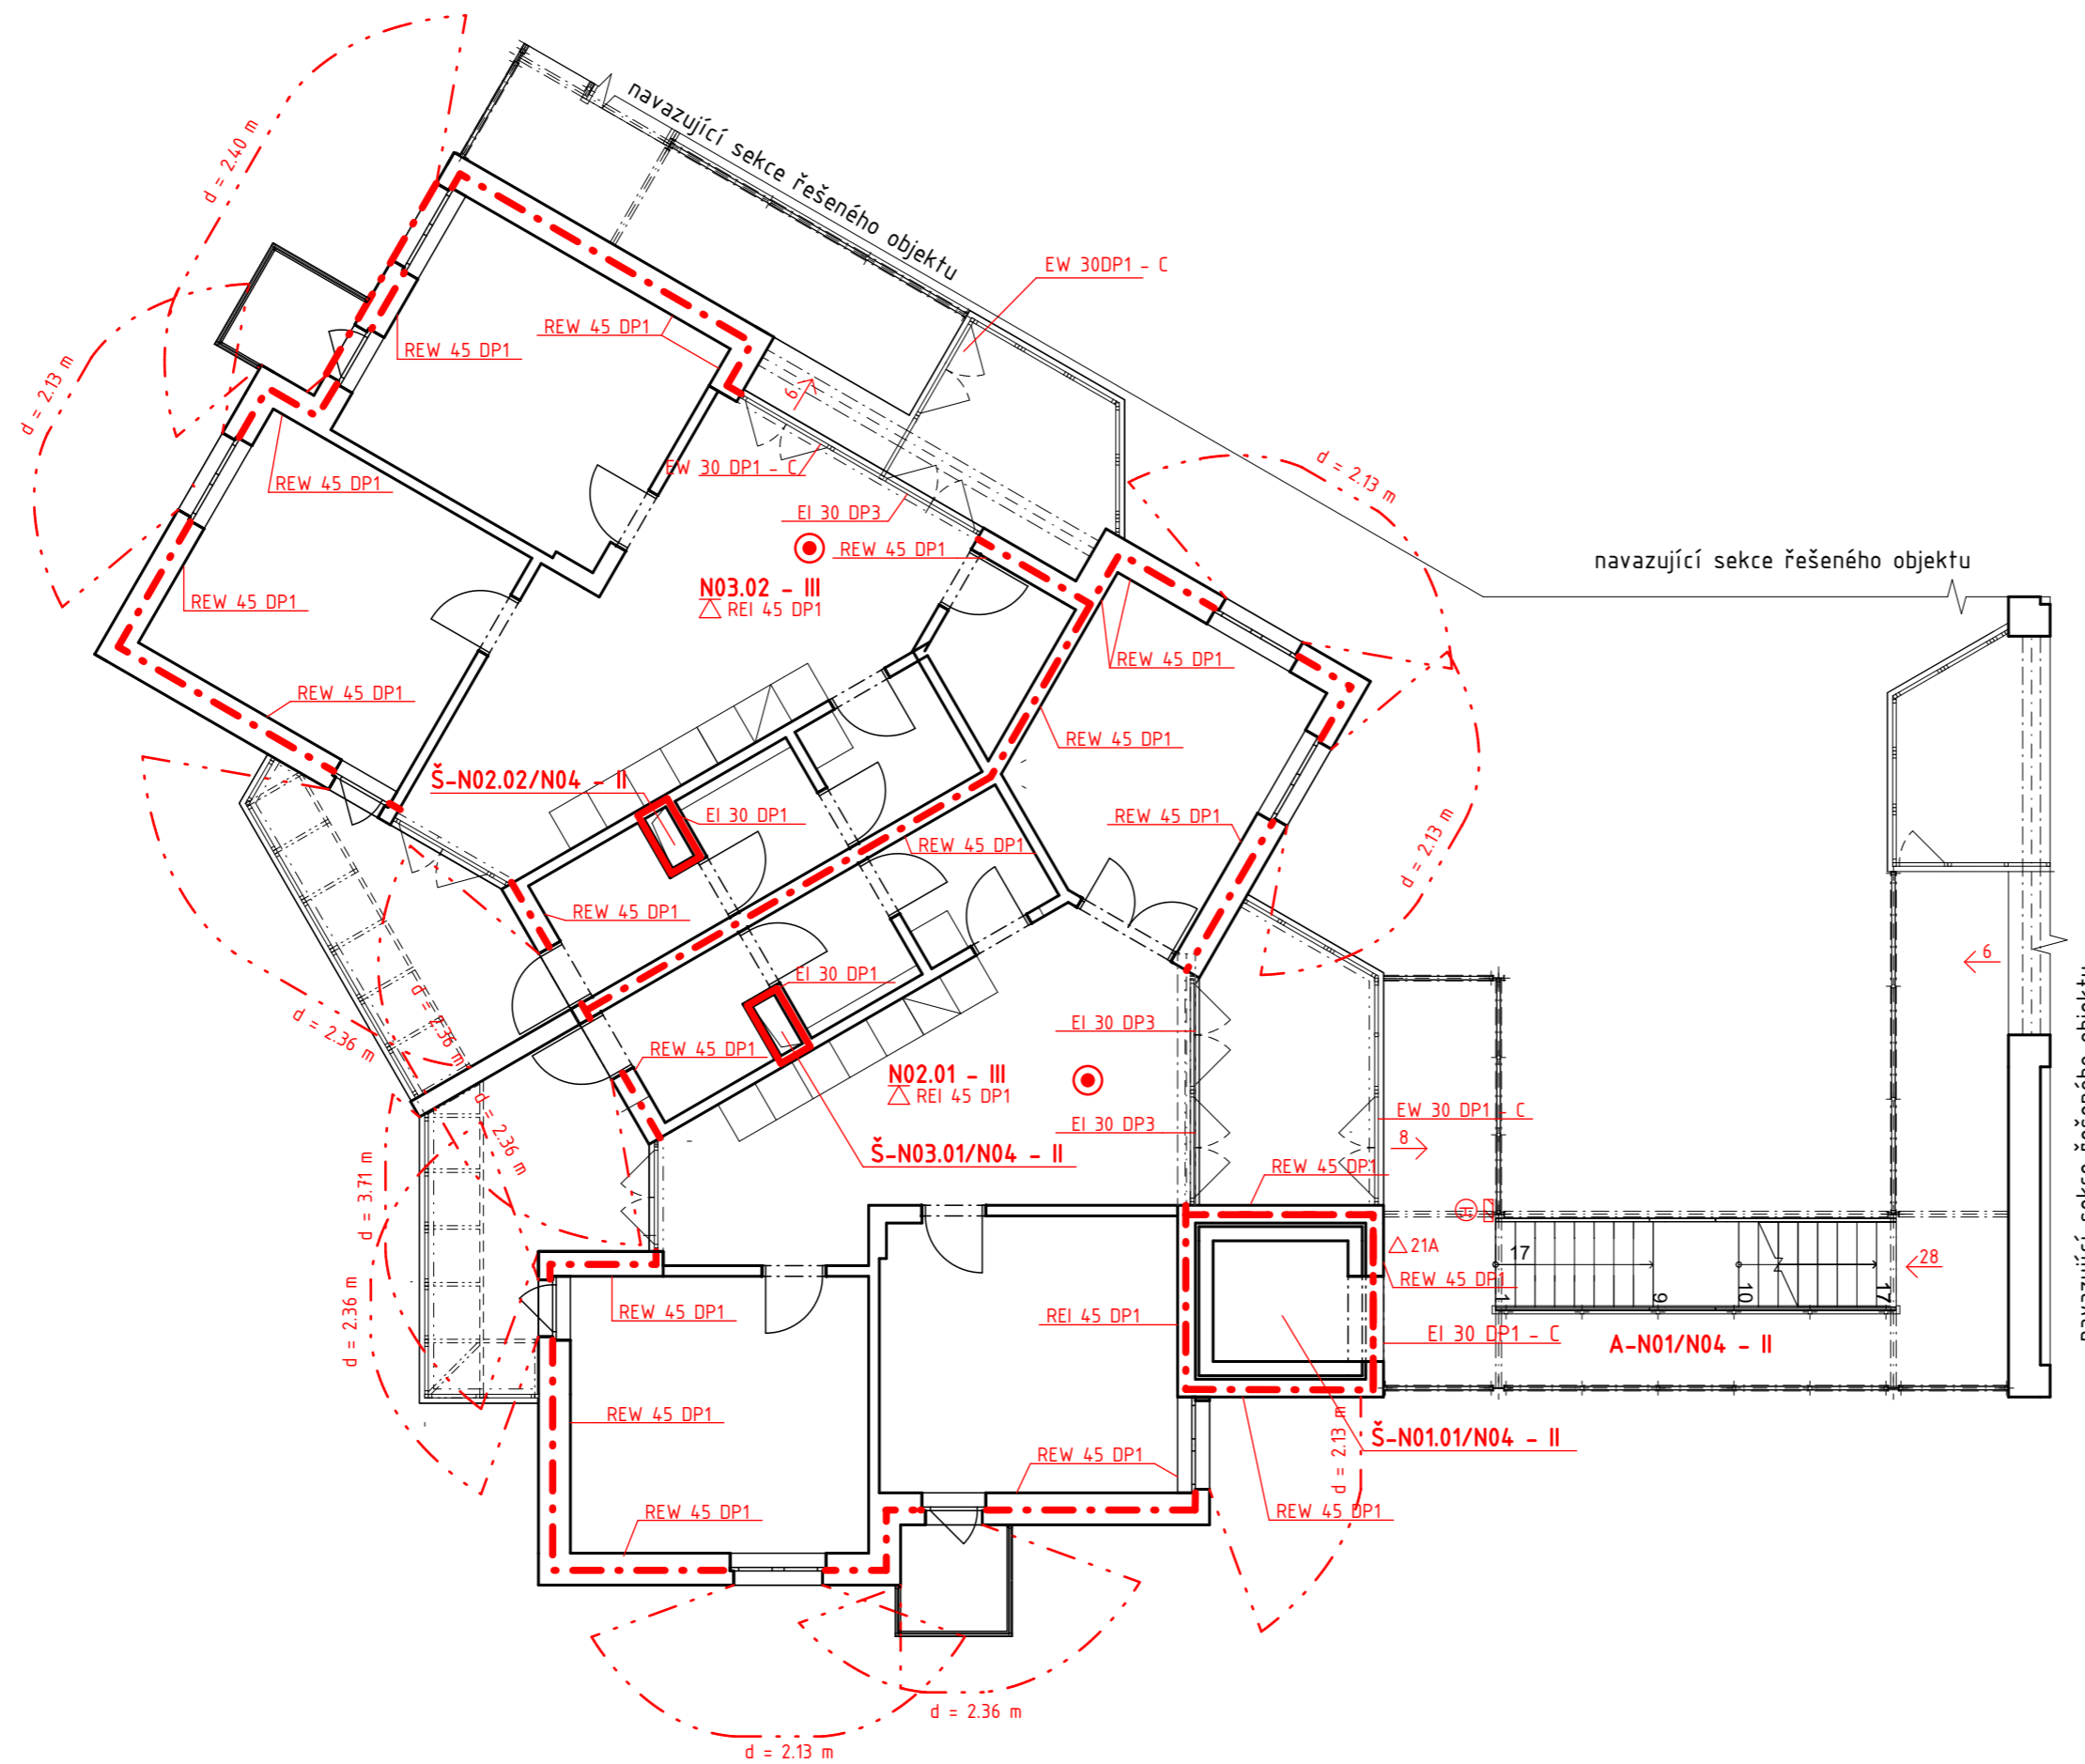 navazující sekce řešeného objektu
d = 2.40 m
EW 30DP1 - C
REW 45 DP1
REW 45 DP1
d = 2.13 m
6
REW 45 DP1
EW 30 DP1 - C
d = 2.13 m
EI 30 DP3
REW 45 DP1
navazující sekce řešeného objektu
N03.02 - III
REI 45 DP1
REW 45 DP1
REW 45 DP1
REW 45 DP1
REW 45 DP1
Š-N02.02/N04 - II
EI 30 DP1
REW 45 DP1
REW 45 DP1
d = 2.13 m
REW 45 DP1
6
EI 30 DP1
d = 2.36 m
d = 2.36 m
EI 30 DP3
REW 45 DP1
N02.01 - III
REI 45 DP1
d = 2.36 m
EW 30 DP1 - C
EI 30 DP3
8
Š-N03.01/N04 - II
REW 45 DP1
d = 3.71 m
H
21A
17
28
REW 45 DP1
1
9
10
17
REW 45 DP1
REI 45 DP1
d = 2.36 m
EI 30 DP1 - C
A-N01/N04 - II
navazující sekce řešeného objektu
REW 45 DP1
Š-N01.01/N04 - II
d = 2.13 m
REW 45 DP1
REW 45 DP1
REW 45 DP1
d = 2.36 m
d = 2.13 m